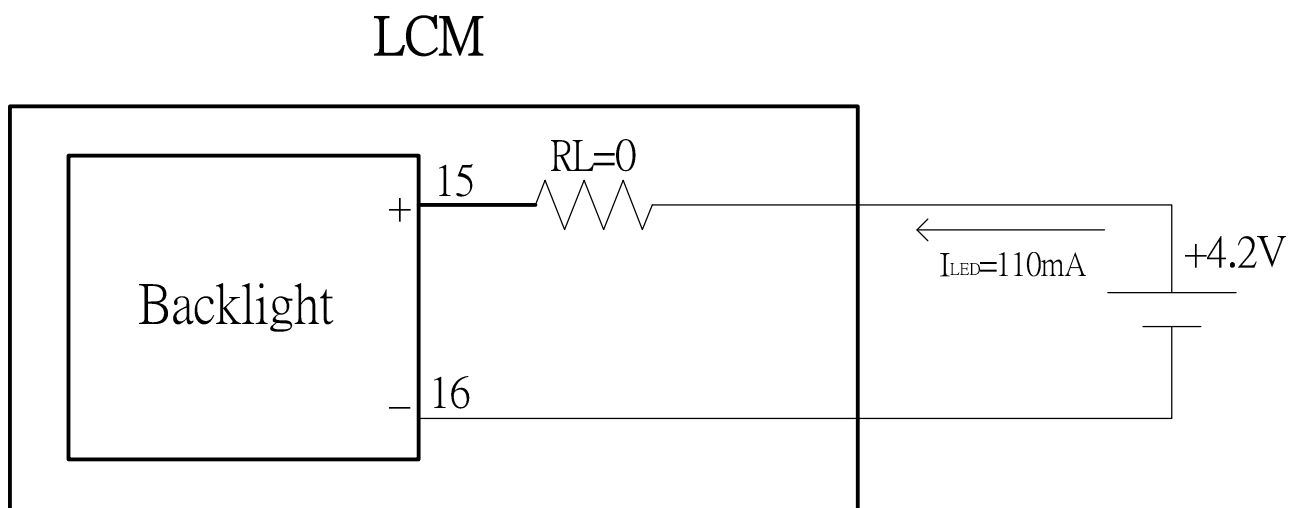 LCM
RL=0
15
+
+4.2V
ILED=110mA
Backlight
16
−